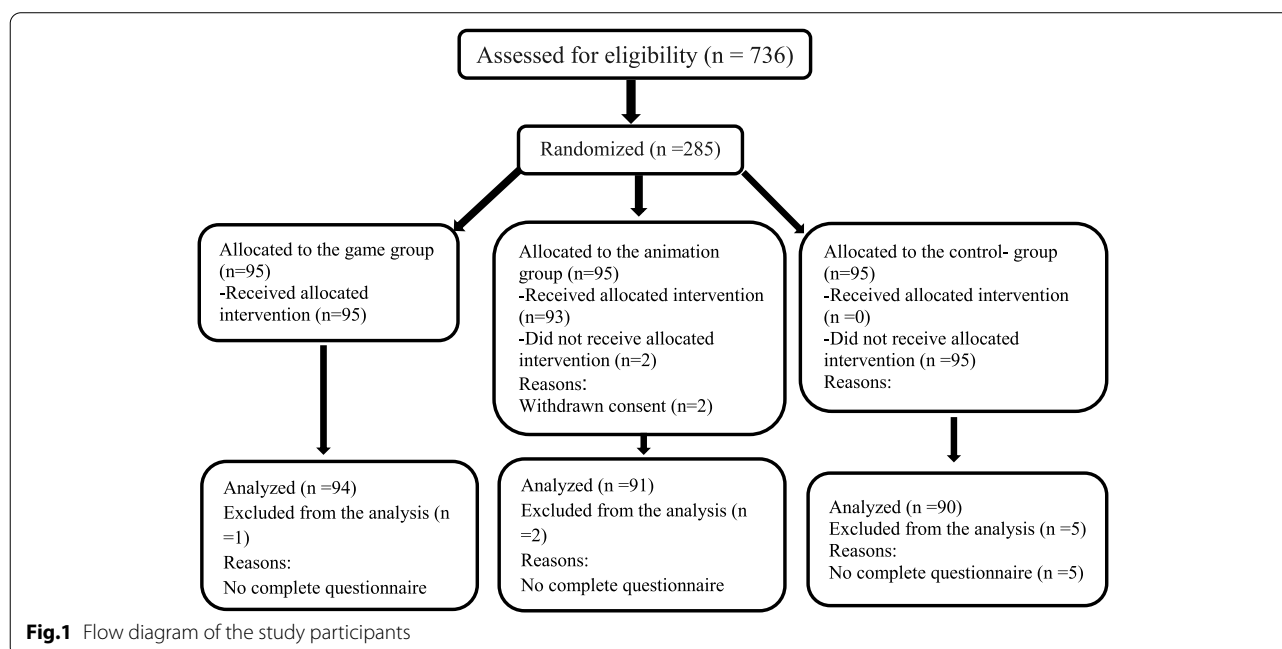 Assessed for eligibility (n = 736)
Randomized (n =285)
Allocated to the game group
(n=95)
-Received allocated
intervention (n=95)
Allocated to the animation
group (n=95)
-Received allocated intervention
(n=93)
-Did not receive allocated
intervention (n=2)
Reasons:
Withdrawn consent (n=2)
Allocated to the control- group
(n=95)
-Received allocated intervention
(n =0)
-Did not receive allocated
intervention (n =95)
Reasons:
Analyzed (n =94)
Excluded from the analysis (n
=1)
Reasons:
No complete questionnaire
Analyzed (n =91)
Excluded from the analysis (n
=2)
Reasons:
No complete questionnaire
Analyzed (n =90)
Excluded from the analysis (n =5)
Reasons:
No complete questionnaire (n =5)
Fig.1 Flow diagram of the study participants